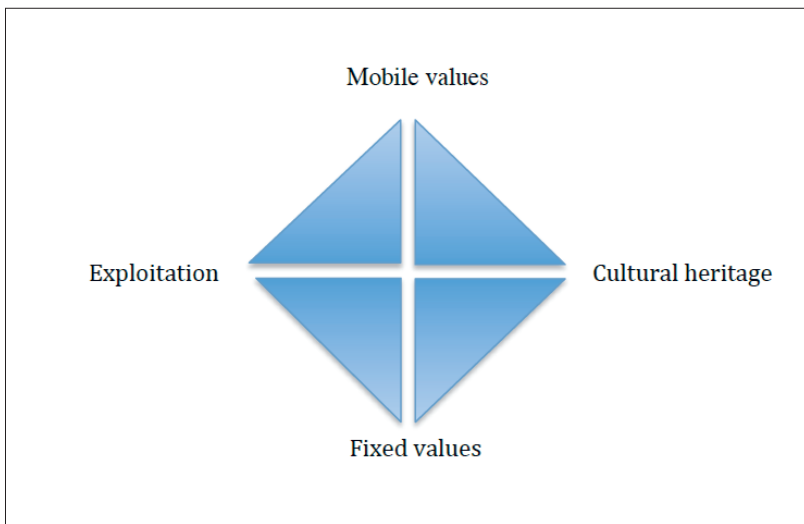 Mobile values
Exploitation
Cultural heritage
Fixed values